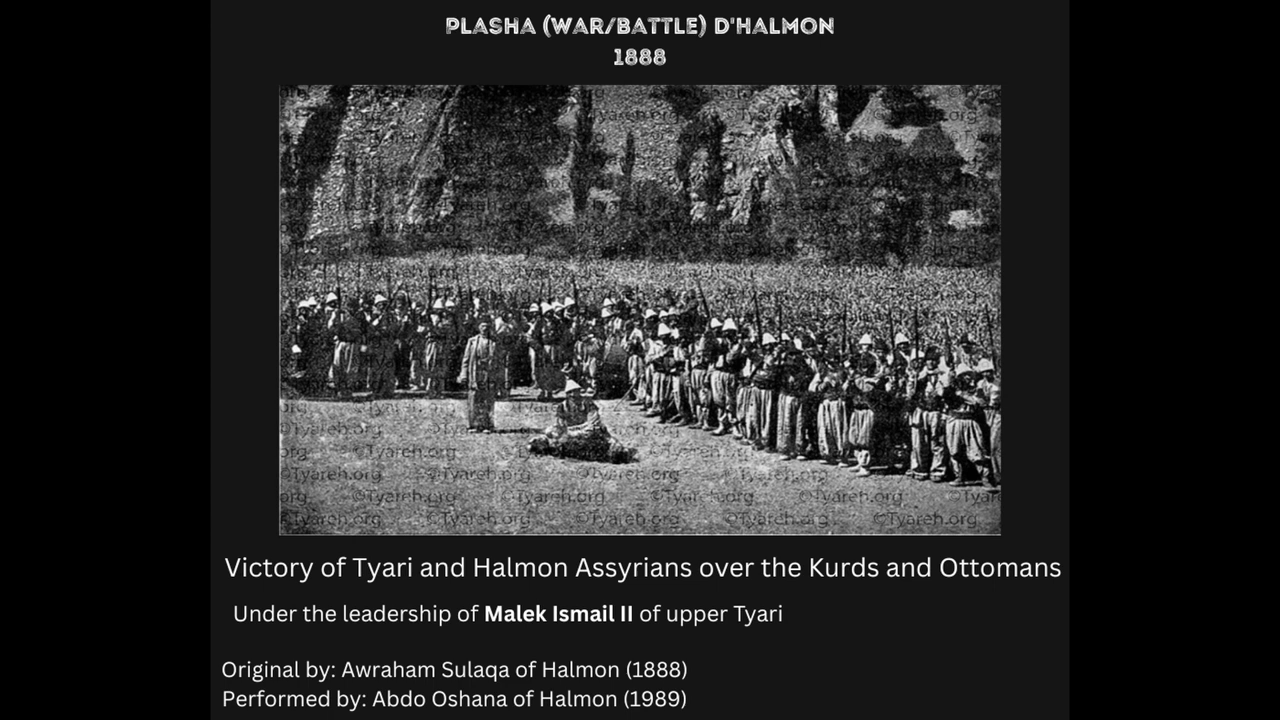 PLASHA (WAR/BATTLE) D'HALMON
1888
©Tyareh.org
Victory of Tyari and Halmon Assyrians over the Kurds and Ottomans
Under the leadership of Malek Ismail II of upper Tyari
Original by: Awraham Sulaqa of Halmon (1888)
Performed by: Abdo Oshana of Halmon (1989)